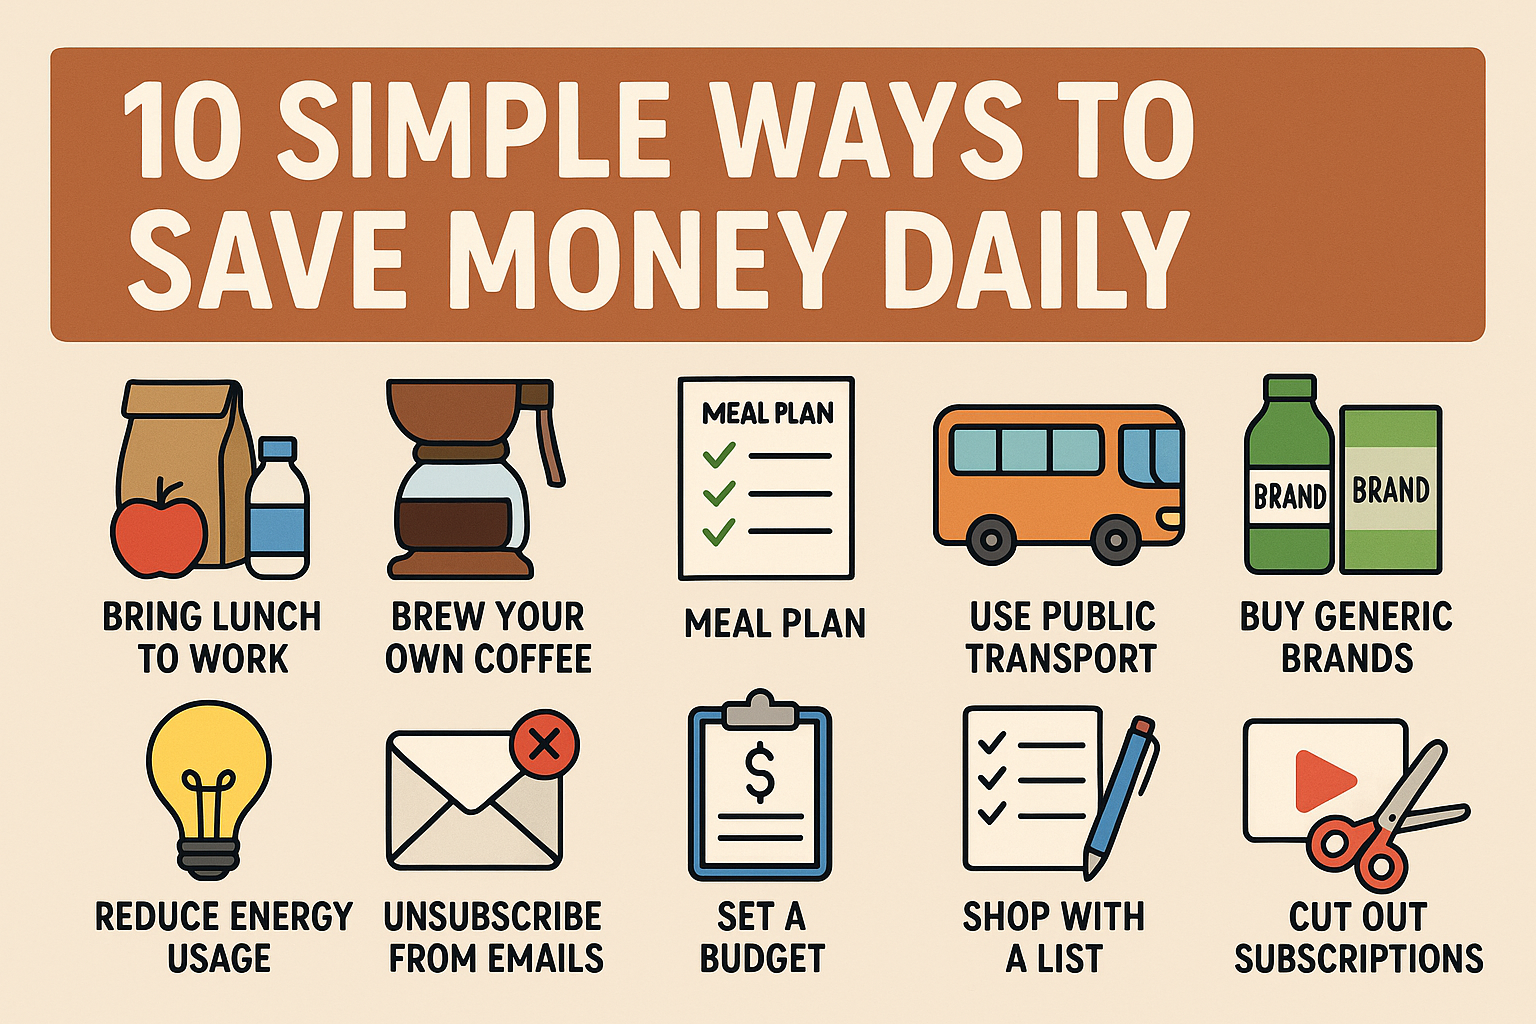 10 SIMPLE WAYS TO
SAVE MONEY DAILY
MEAL PLAN
BRAND
BRAND
BRING LUNCH
TO WORK
BREW YOUR
OWN COFFEE
MEAL PLAN
USE PUBLIC
TRANSPORT
BUY GENERIC
BRANDS
$
REDUCE ENERGY
USAGE
UNSUBSCRIBE
FROM EMAILS
SET A
BUDGET
SHOP WITH
A LIST
CUT OUT
SUBSCRIPTIONS